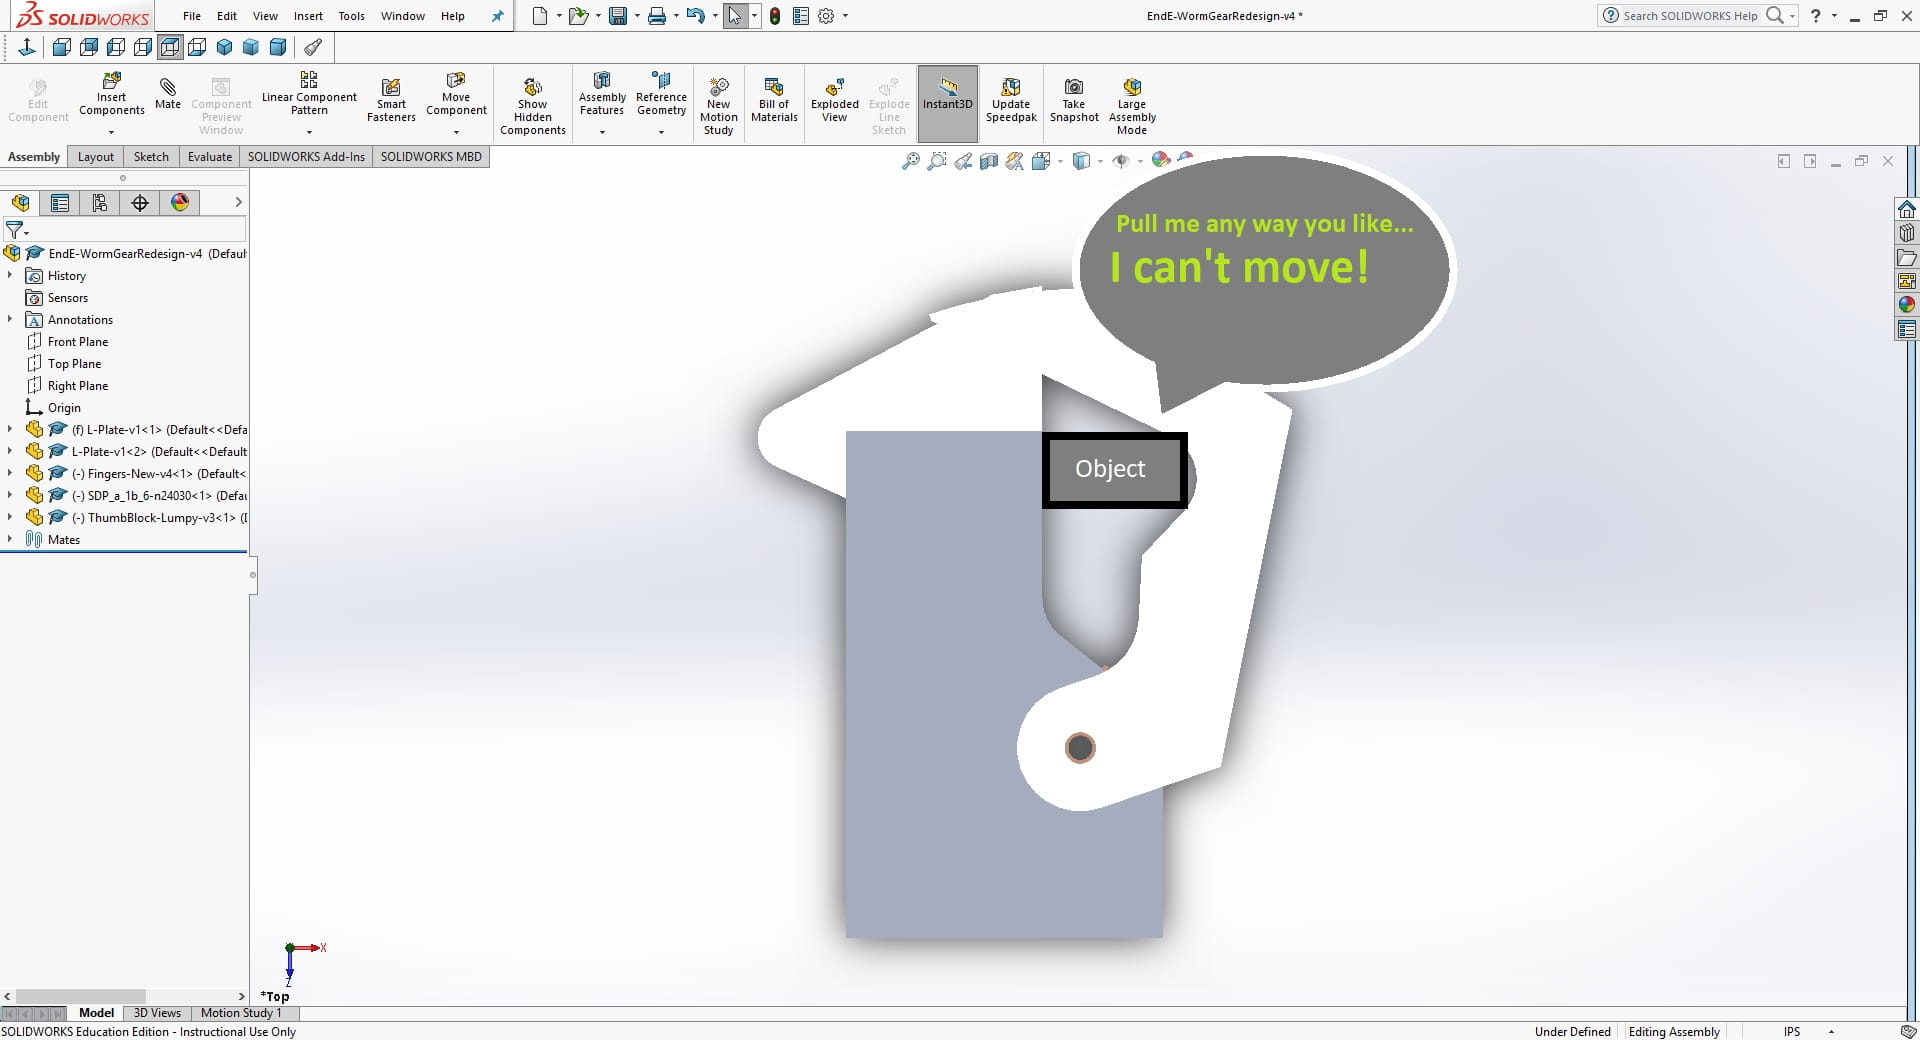 SOLIDWORKS
File Edit View Insert Tools Window Help
EndE-WormGearRedesign-v4 *
Search SOLIDWORKS Help
Edit Component
Insert Components
Mate
Component Preview Window
Linear Component Pattern
Smart Fasteners
Move Component
Show Hidden Components
Assembly Features
Reference Geometry
New Motion Study
Bill of Materials
Exploded View
Explode Line Sketch
Instant3D
Update Speedpak
Take Snapshot
Large Assembly Mode
Assembly Layout Sketch Evaluate SOLIDWORKS Add-Ins SOLIDWORKS MBD
EndE-WormGearRedesign-v4 (Defaul
History
Sensors
Annotations
Front Plane
Top Plane
Right Plane
Origin
(f) L-Plate-v1<1> (Default<<Defa
L-Plate-v1<2> (Default<<Default
(-) Fingers-New-v4<1> (Default<
(-) SDP_a_1b_6-n24030<1> (Defau
(-) ThumbBlock-Lumpy-v3<1> (
Mates
Pull me any way you like...
I can't move!
Object
X
Z
*Top
Model 3D Views Motion Study 1
SOLIDWORKS Education Edition - Instructional Use Only
Under Defined Editing Assembly IPS